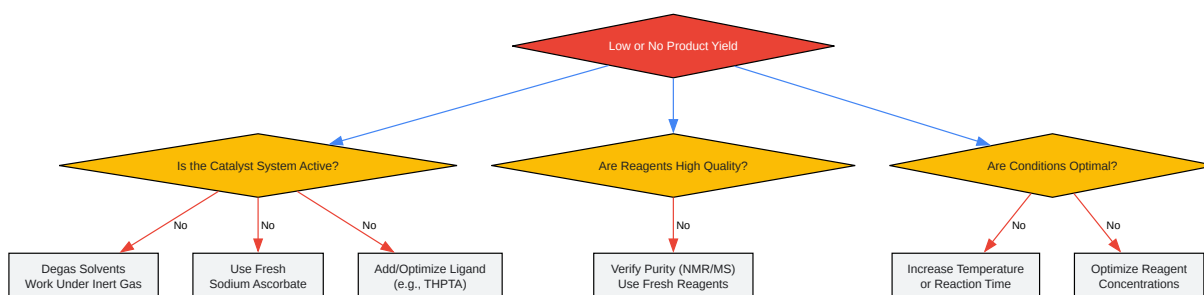 Low or No Product Yield
Is the Catalyst System Active?
Are Reagents High Quality?
Are Conditions Optimal?
No
No
No
No
No
No
Degas Solvents
Work Under Inert Gas
Use Fresh
Sodium Ascorbate
Add/Optimize Ligand
(e.g., THPTA)
Verify Purity (NMR/MS)
Use Fresh Reagents
Increase Temperature
or Reaction Time
Optimize Reagent
Concentrations